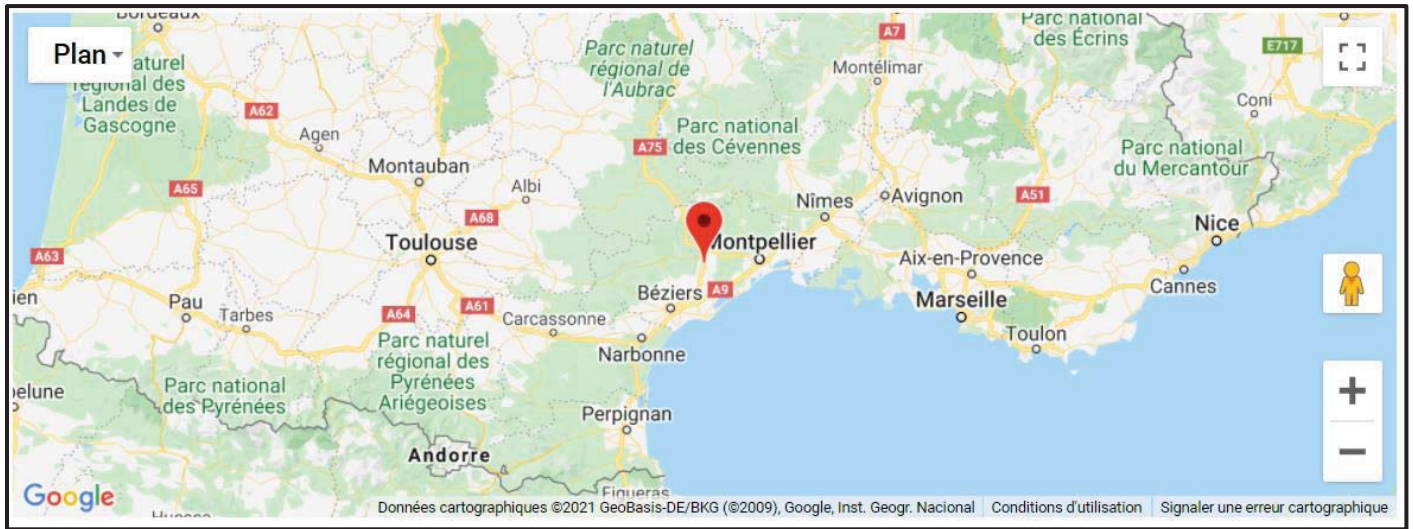 Bordeaux
Plan
naturel
régional des
Landes de
Gascogne
A62
Agen
Montauban
Albi
A65
A68
Toulouse
A63
ien
Pau
Tarbes
A64
A61
Carcassonne
Parc naturel
régional des
Pyrénées
Ariégeoises
Parc national
des Pyrénées
pelune
Andorre
Parc naturel
régional de
l'Aubrac
A75
Parc national
des Cévennes
A7
Montélimar
Parc national
des Écrins
E717
Coni
Parc national
du Mercantour
Nîmes
Avignon
A51
Nice
Montpellier
Aix-en-Provence
Cannes
Béziers
A9
Marseille
Toulon
Narbonne
Perpignan
Figueras
Google
Données cartographiques ©2021 GeoBasis-DE/BKG (©2009), Google, Inst. Geogr. Nacional
Conditions d'utilisation
Signaler une erreur cartographique